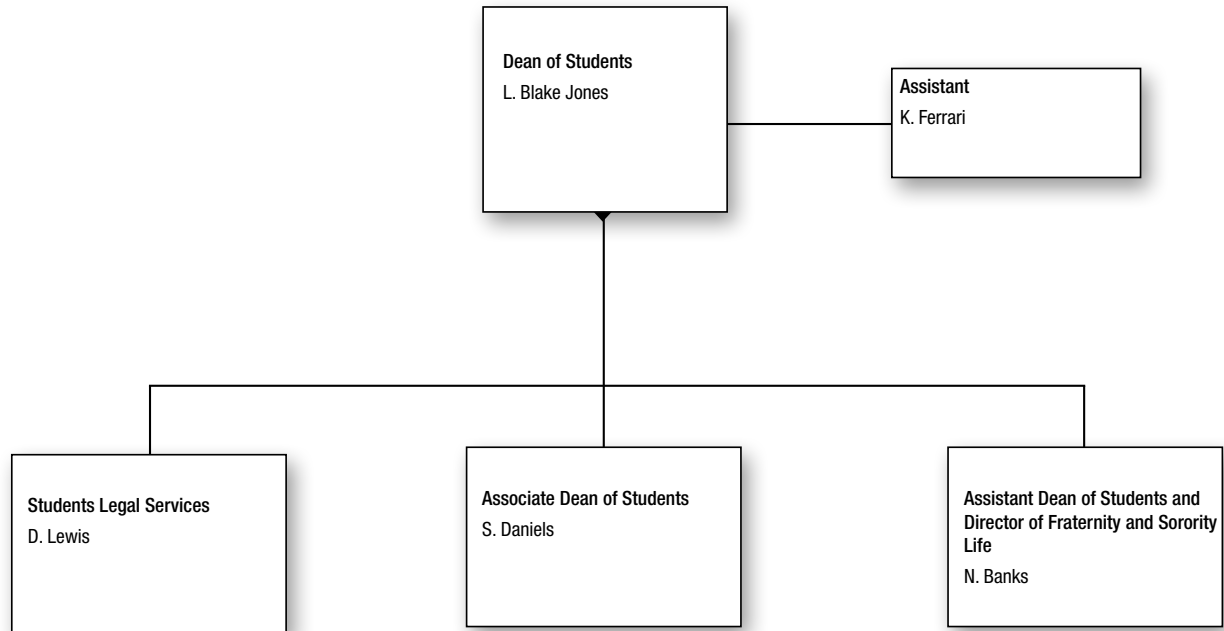 Dean of Students
L. Blake Jones
Assistant
K. Ferrari
Students Legal Services
D. Lewis
Associate Dean of Students
S. Daniels
Assistant Dean of Students and
Director of Fraternity and Sorority
Life
N. Banks